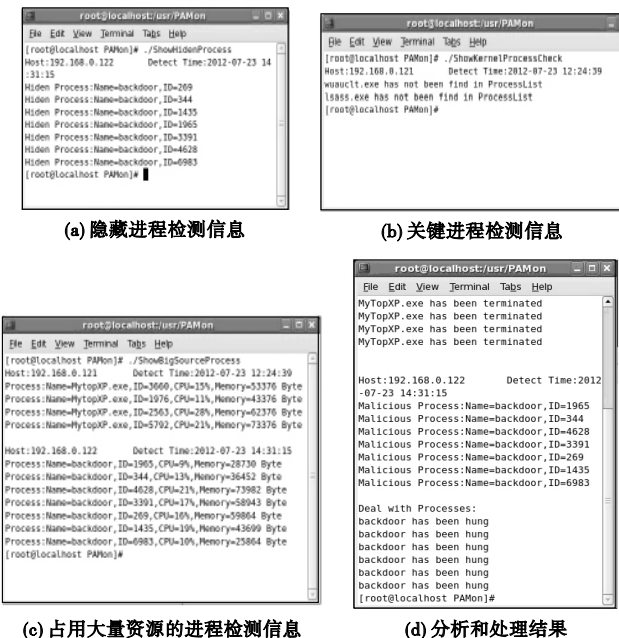 root@localhost:/usr/PAMon
File Edit View Terminal Tabs Help
[root@localhost PAMon]# ./ShowHidenProcess
Host:192.168.0.122 Detect Time:2012-07-23 14
:31:15
Hiden Process:Name=backdoor,ID=269
Hiden Process:Name=backdoor,ID=344
Hiden Process:Name=backdoor,ID=1435
Hiden Process:Name=backdoor,ID=1965
Hiden Process:Name=backdoor,ID=3391
Hiden Process:Name=backdoor,ID=4628
Hiden Process:Name=backdoor,ID=6983
[root@localhost PAMon]#
(a) 隐藏进程检测信息
root@localhost:/usr/PAMon
File Edit View Terminal Tabs Help
[root@localhost PAMon]# ./ShowKernelProcessCheck
Host:192.168.0.121 Detect Time:2012-07-23 12:24:39
wuauclt.exe has not been find in ProcessList
lsass.exe has not been find in ProcessList
[root@localhost PAMon]#
(b) 关键进程检测信息
root@localhost:/usr/PAMon
File Edit View Terminal Tabs Help
[root@localhost PAMon]# ./ShowBigSourceProcess
Host:192.168.0.121 Detect Time:2012-07-23 12:24:39
Process:Name=MytopXP.exe,ID=3660,CPU=15%,Memory=53376 Byte
Process:Name=MytopXP.exe,ID=1976,CPU=11%,Memory=43376 Byte
Process:Name=MytopXP.exe,ID=2563,CPU=28%,Memory=62376 Byte
Process:Name=MytopXP.exe,ID=5792,CPU=21%,Memory=73376 Byte
Host:192.168.0.122 Detect Time:2012-07-23 14:31:15
Process:Name=backdoor,ID=1965,CPU=9%,Memory=28730 Byte
Process:Name=backdoor,ID=344,CPU=13%,Memory=36452 Byte
Process:Name=backdoor,ID=4628,CPU=21%,Memory=73982 Byte
Process:Name=backdoor,ID=3391,CPU=17%,Memory=58943 Byte
Process:Name=backdoor,ID=269,CPU=16%,Memory=59864 Byte
Process:Name=backdoor,ID=1435,CPU=19%,Memory=43699 Byte
Process:Name=backdoor,ID=6983,CPU=10%,Memory=25864 Byte
[root@localhost PAMon]#
(c) 占用大量资源的进程检测信息
root@localhost:/usr/PAMon
File Edit View Terminal Tabs Help
MyTopXP.exe has been terminated
MyTopXP.exe has been terminated
MyTopXP.exe has been terminated
MyTopXP.exe has been terminated
Host:192.168.0.122 Detect Time:2012
-07-23 14:31:15
Malicious Process:Name=backdoor,ID=1965
Malicious Process:Name=backdoor,ID=344
Malicious Process:Name=backdoor,ID=4628
Malicious Process:Name=backdoor,ID=3391
Malicious Process:Name=backdoor,ID=269
Malicious Process:Name=backdoor,ID=1435
Malicious Process:Name=backdoor,ID=6983
Deal with Processes:
backdoor has been hung
backdoor has been hung
backdoor has been hung
backdoor has been hung
backdoor has been hung
backdoor has been hung
[root@localhost PAMon]#
(d) 分析和处理结果